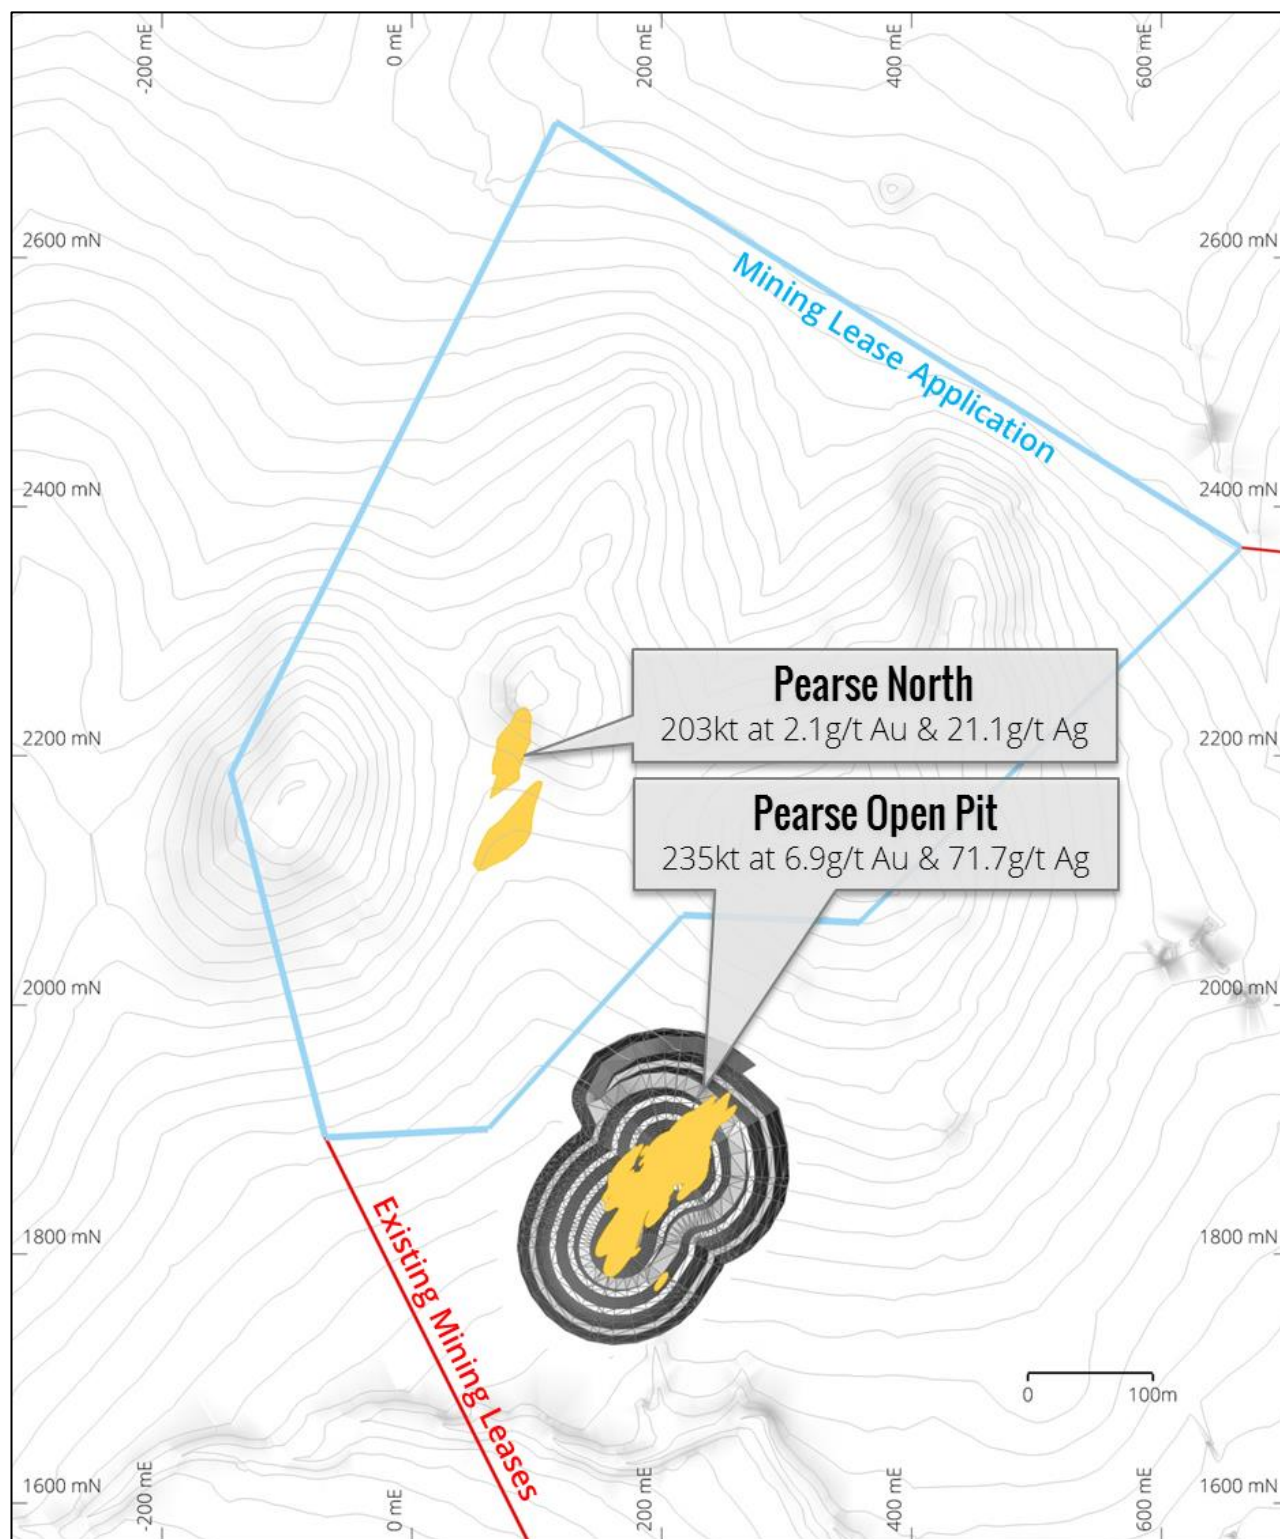 -200 mE
0 mE
200 mE
400 mE
600 mE
2600 mN
2600 mN
Mining Lease Application
2400 mN
2400 mN
Pearse North
203kt at 2.1g/t Au & 21.1g/t Ag
2200 mN
2200 mN
Pearse Open Pit
235kt at 6.9g/t Au & 71.7g/t Ag
2000 mN
2000 mN
Existing Mining Leases
1800 mN
1800 mN
0 100m
1600 mN
1600 mN
-200 mE
0 mE
200 mE
400 mE
600 mE